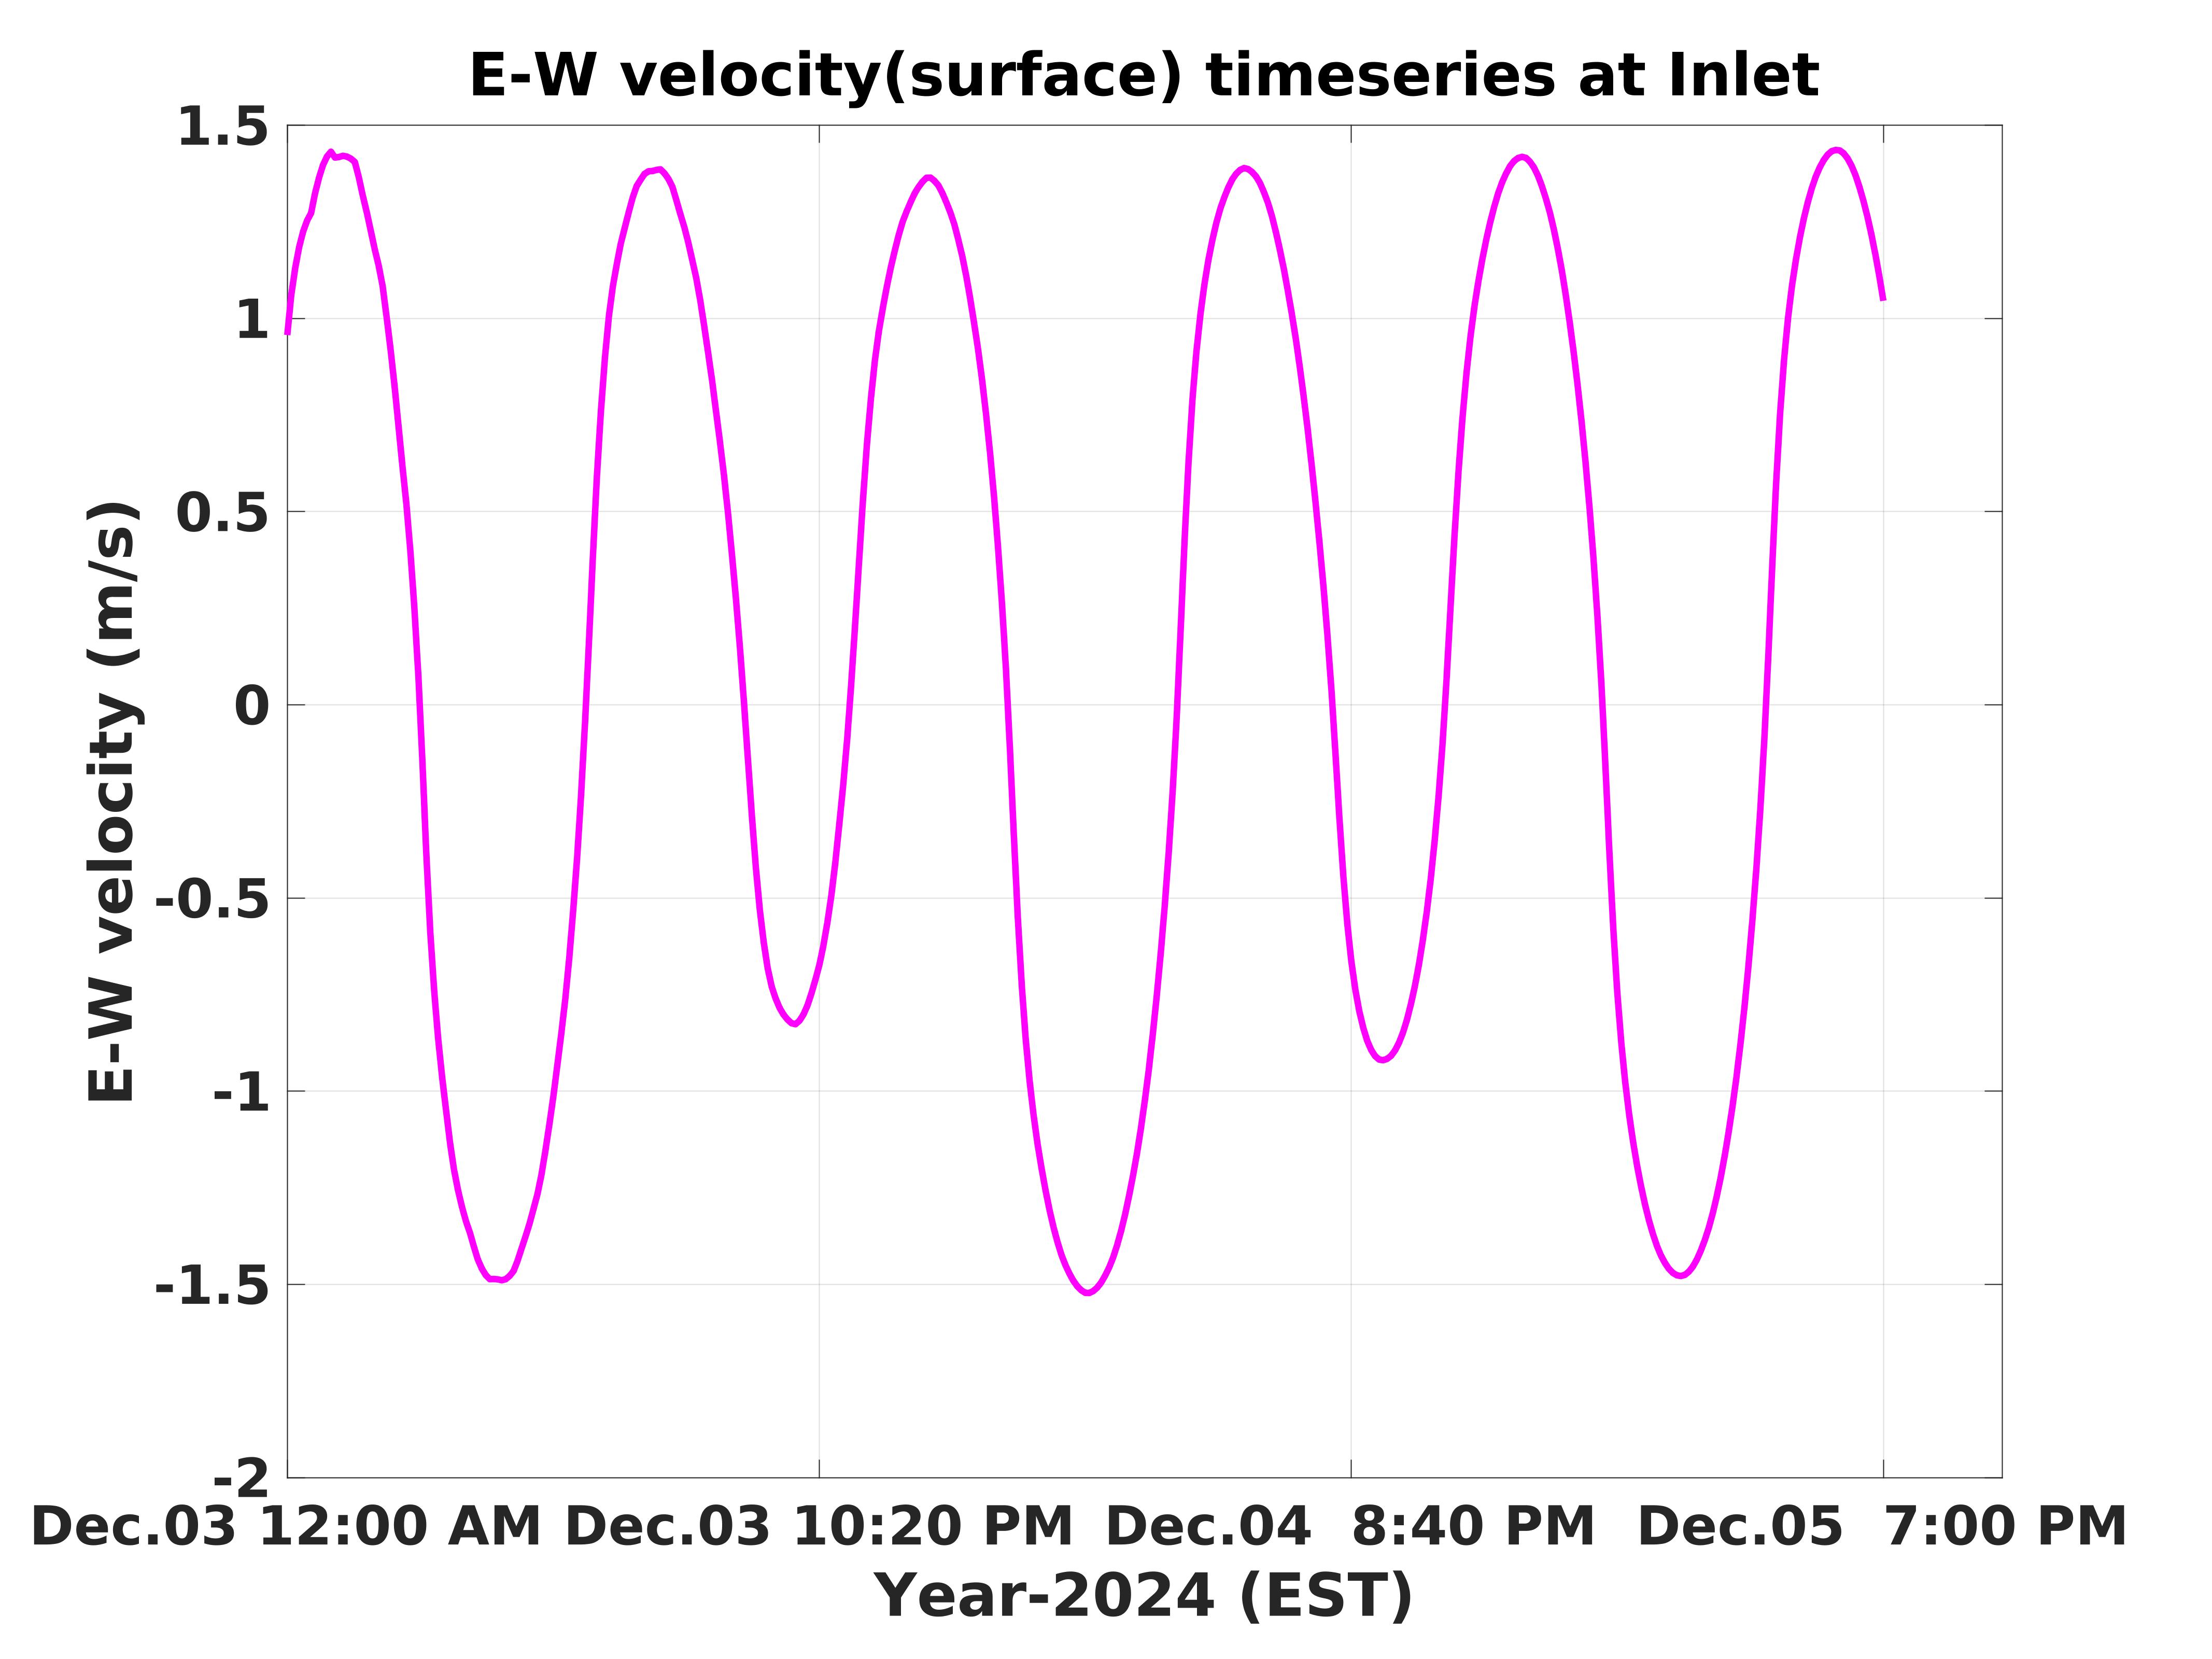 E-W velocity(surface) timeseries at Inlet
E-W velocity (m/s)
1.5
1
0.5
0
-0.5
-1
-1.5
-2
Dec.03 12:00 AM Dec.03 10:20 PM Dec.04 8:40 PM Dec.05 7:00 PM
Year-2024 (EST)